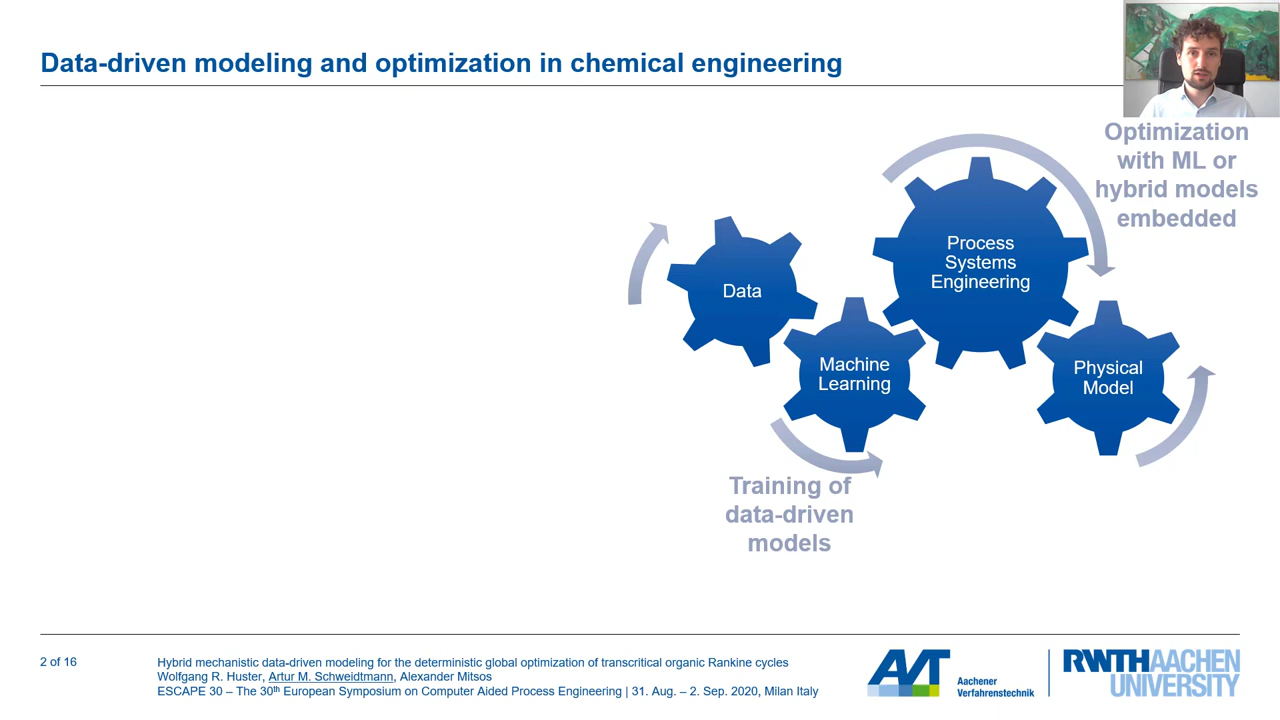 Data-driven modeling and optimization in chemical engineering
Optimization
with ML or
hybrid models
embedded
Process
Systems
Engineering
Data
Machine
Learning
Physical
Model
Training of
data-driven
models
2 of 16
Hybrid mechanistic data-driven modeling for the deterministic global optimization of transcritical organic Rankine cycles
Wolfgang R. Huster, Artur M. Schweidtmann, Alexander Mitsos
ESCAPE 30 – The 30th European Symposium on Computer Aided Process Engineering | 31. Aug. – 2. Sep. 2020, Milan Italy
AVT
Aachener
Verfahrenstechnik
RWTH AACHEN
UNIVERSITY